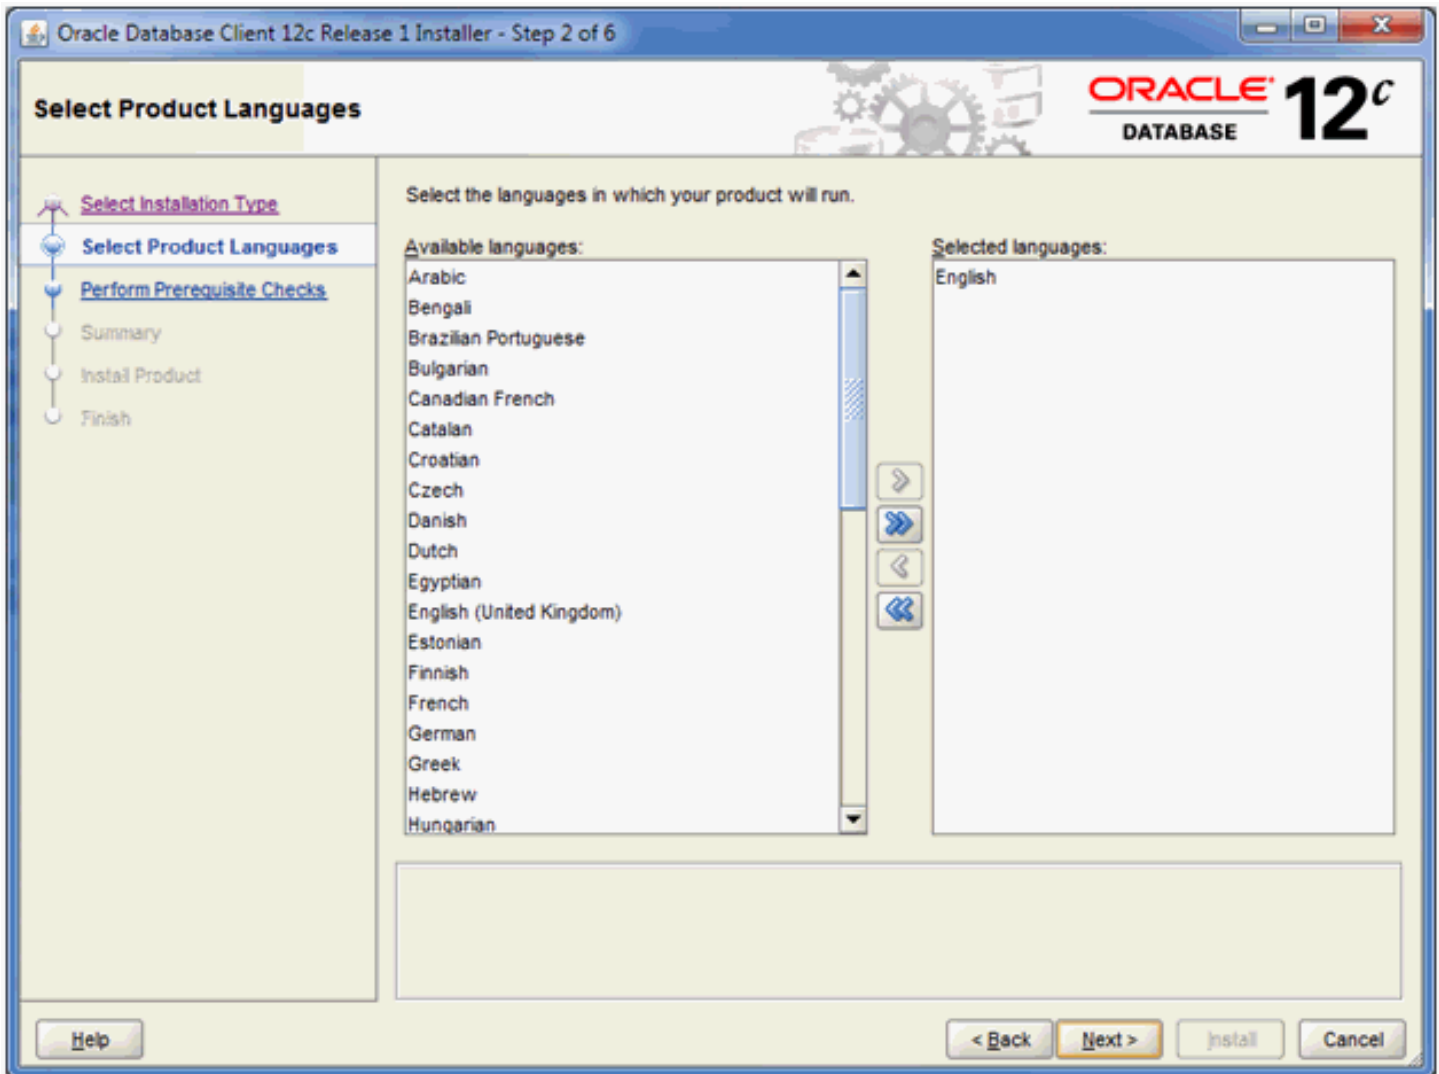 Oracle Database Client 12c Release 1 Installer - Step 2 of 6
Select Product Languages
ORACLE
DATABASE
12c
Select Installation Type
Select Product Languages
Perform Prerequisite Checks
Summary
Install Product
Finish
Select the languages in which your product will run.
Available languages:
Arabic
Bengali
Brazilian Portuguese
Bulgarian
Canadian French
Catalan
Croatian
Czech
Danish
Dutch
Egyptian
English (United Kingdom)
Estonian
Finnish
French
German
Greek
Hebrew
Hungarian
Selected languages:
English
Help
< Back
Next >
Install
Cancel